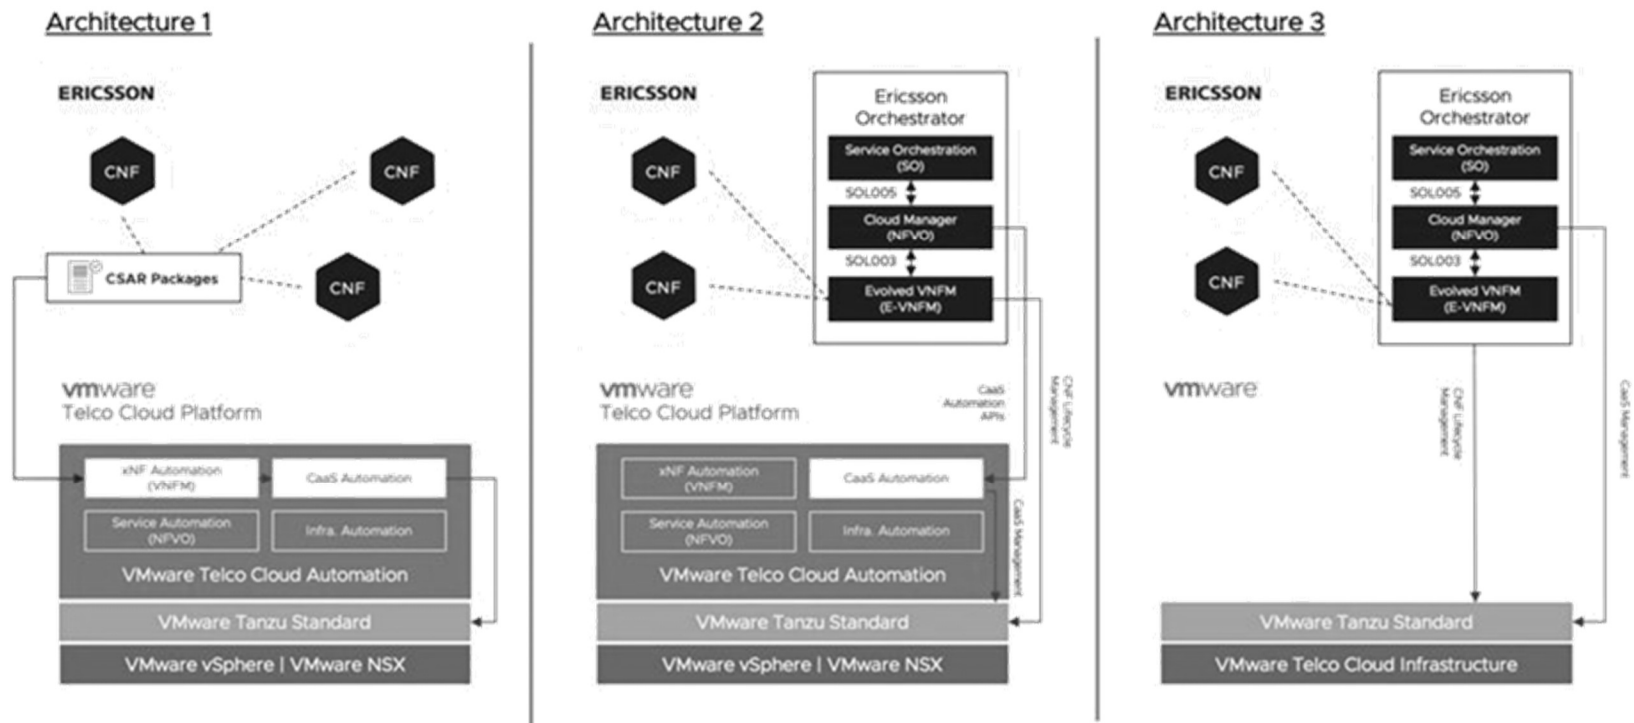 Architecture 1
ERICSSON
CNF
CNF
CSAR Packages
CNF
vmware
Telco Cloud Platform
xNF Automation
(VNFM)
CaaS Automation
Service Automation
(NFVO)
Infra. Automation
VMware Telco Cloud Automation
VMware Tanzu Standard
VMware vSphere | VMware NSX
Architecture 2
ERICSSON
CNF
CNF
Ericsson
Orchestrator
Service Orchestration
(SO)
SOL005
Cloud Manager
(NFVO)
SOL003
Evolved VNFM
(E-VNFM)
vmware
Telco Cloud Platform
CaaS
Automation
APIs
CNF Lifecycle
Management
xNF Automation
(VNFM)
CaaS Automation
Service Automation
(NFVO)
Infra. Automation
CaaS Management
VMware Telco Cloud Automation
VMware Tanzu Standard
VMware vSphere | VMware NSX
Architecture 3
ERICSSON
CNF
CNF
Ericsson
Orchestrator
Service Orchestration
(SO)
SOL005
Cloud Manager
(NFVO)
SOL003
Evolved VNFM
(E-VNFM)
vmware
CNF Lifecycle
Management
CaaS Management
VMware Tanzu Standard
VMware Telco Cloud Infrastructure